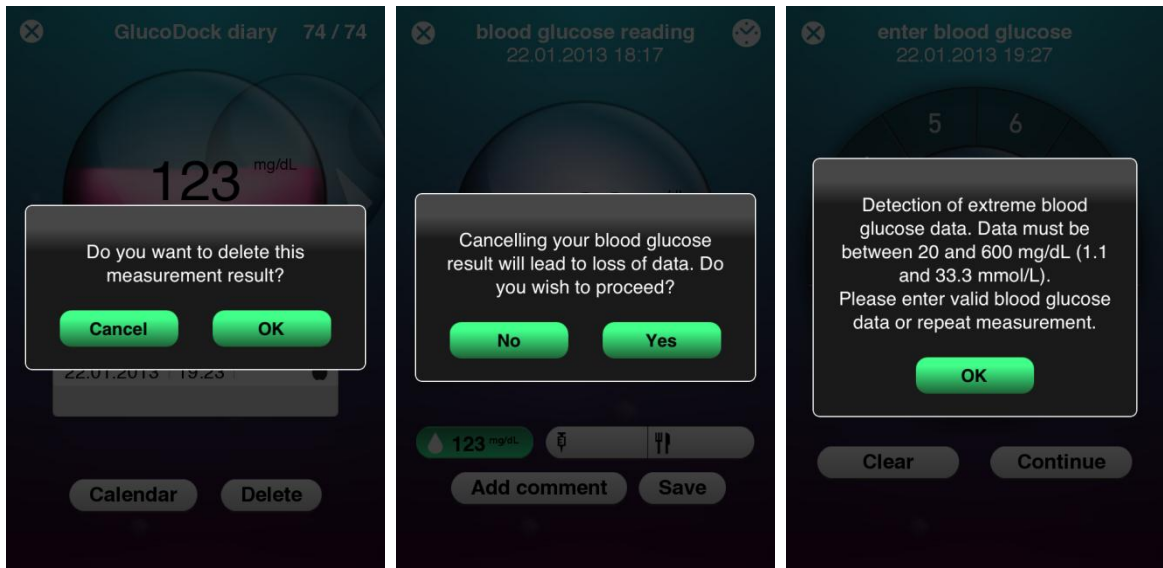 GlucoDock diary 74 / 74
123 mg/dL
Do you want to delete this
measurement result?
Cancel OK
22.01.2013 19:23
Calendar Delete
blood glucose reading
22.01.2013 18:17
Cancelling your blood glucose
result will lead to loss of data. Do
you wish to proceed?
No Yes
123 mg/dL
Add comment Save
enter blood glucose
22.01.2013 19:27
5 6
Detection of extreme blood
glucose data. Data must be
between 20 and 600 mg/dL (1.1
and 33.3 mmol/L).
Please enter valid blood glucose
data or repeat measurement.
OK
Clear Continue